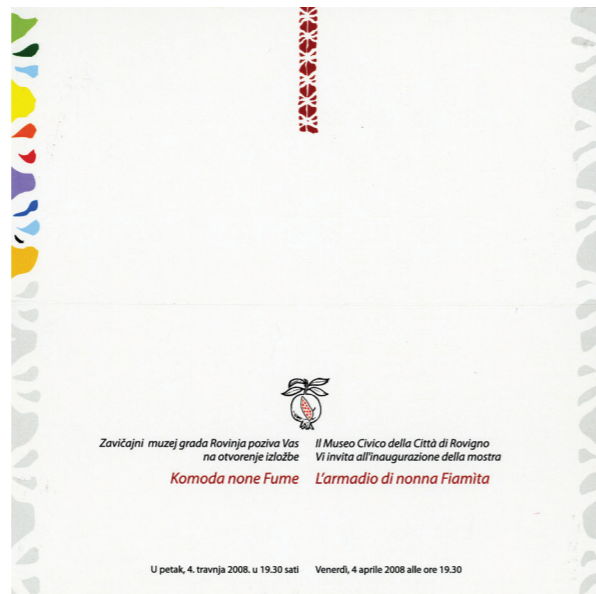 Zavičajni muzej grada Rovinja poziva Vas
na otvorenje izložbe
Komoda none Fume
U petak, 4. travnja 2008. u 19.30 sati
Il Museo Civico della Città di Rovigno
Vi invita all'inaugurazione della mostra
L'armadio di nonna Fiamìta
Venerdì, 4 aprile 2008 alle ore 19.30